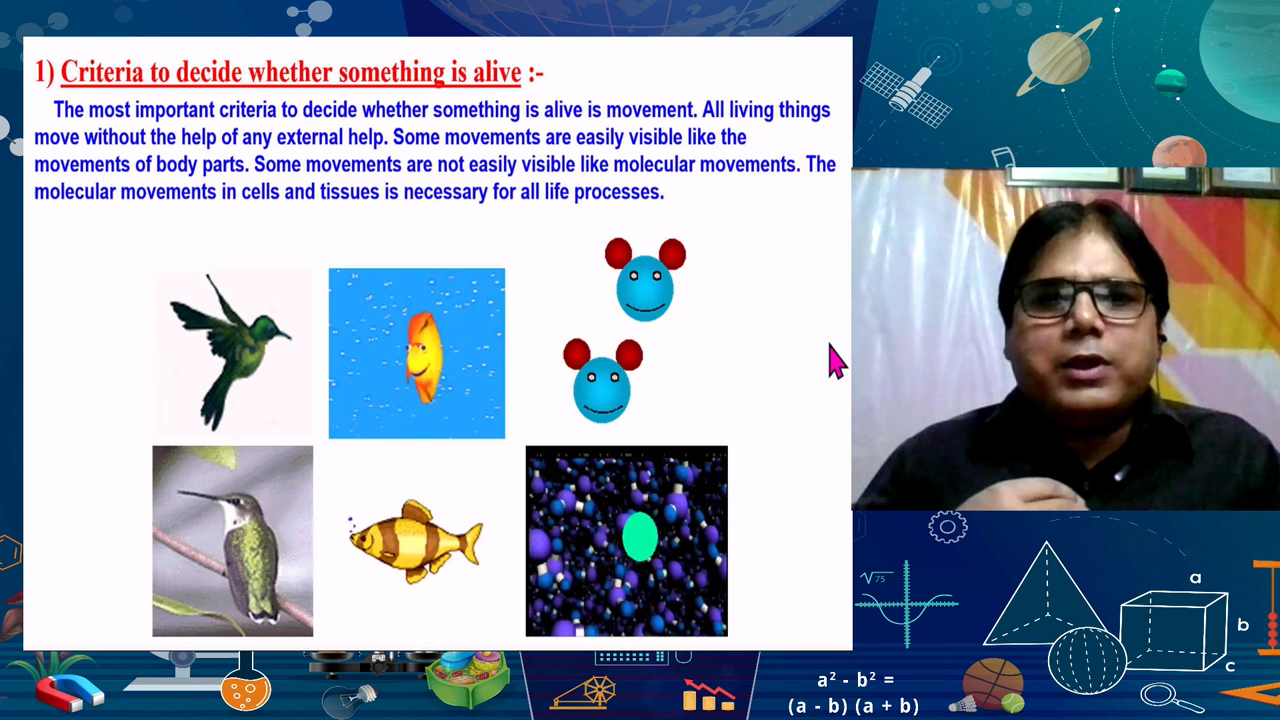 1) Criteria to decide whether something is alive :-
The most important criteria to decide whether something is alive is movement. All living things
move without the help of any external help. Some movements are easily visible like the
movements of body parts. Some movements are not easily visible like molecular movements. The
molecular movements in cells and tissues is necessary for all life processes.
√75
a
b
c
a² - b² =
(a - b) (a + b)